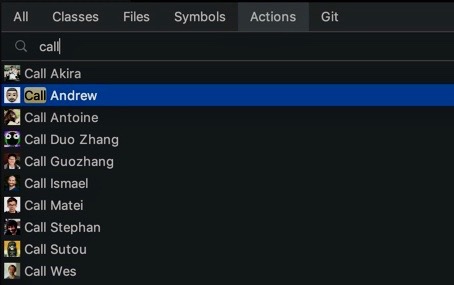 All Classes Files Symbols Actions Git
call
Call Akira
Call Andrew
Call Antoine
Call Duo Zhang
Call Guozhang
Call Ismael
Call Matei
Call Stephan
Call Sutou
Call Wes